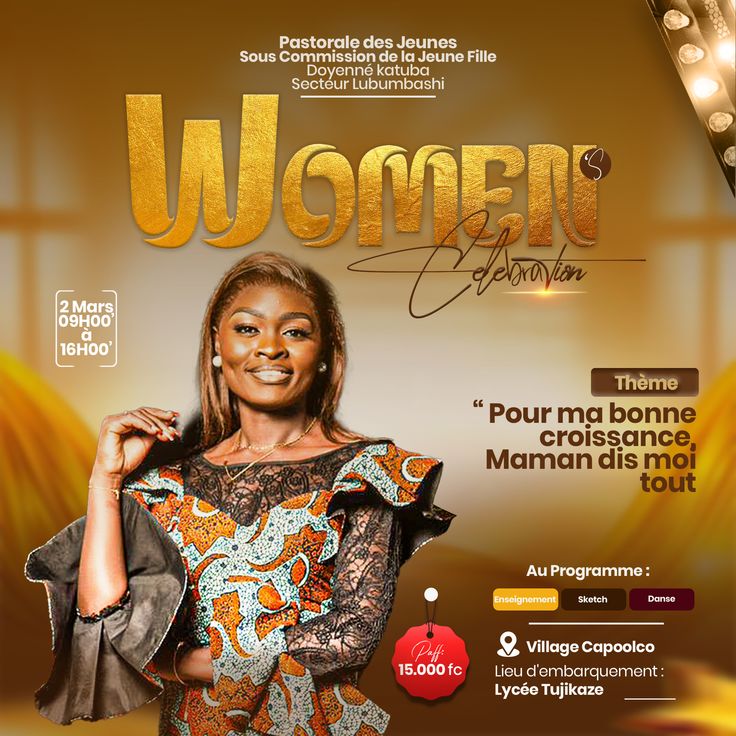 Pastorale des Jeunes
Sous Commission de la Jeune Fille
Doyenné katuba
Secteur Lubumbashi
WOMEN'S
Celebration
2 Mars
09H00'
à
16H00'
Thème
“ Pour ma bonne
croissance,
Maman dis moi
tout
Au Programme :
Enseignement Sketch Danse
Paff:
15.000 fc
Village Capoolco
Lieu d'embarquement :
Lycée Tujikaze